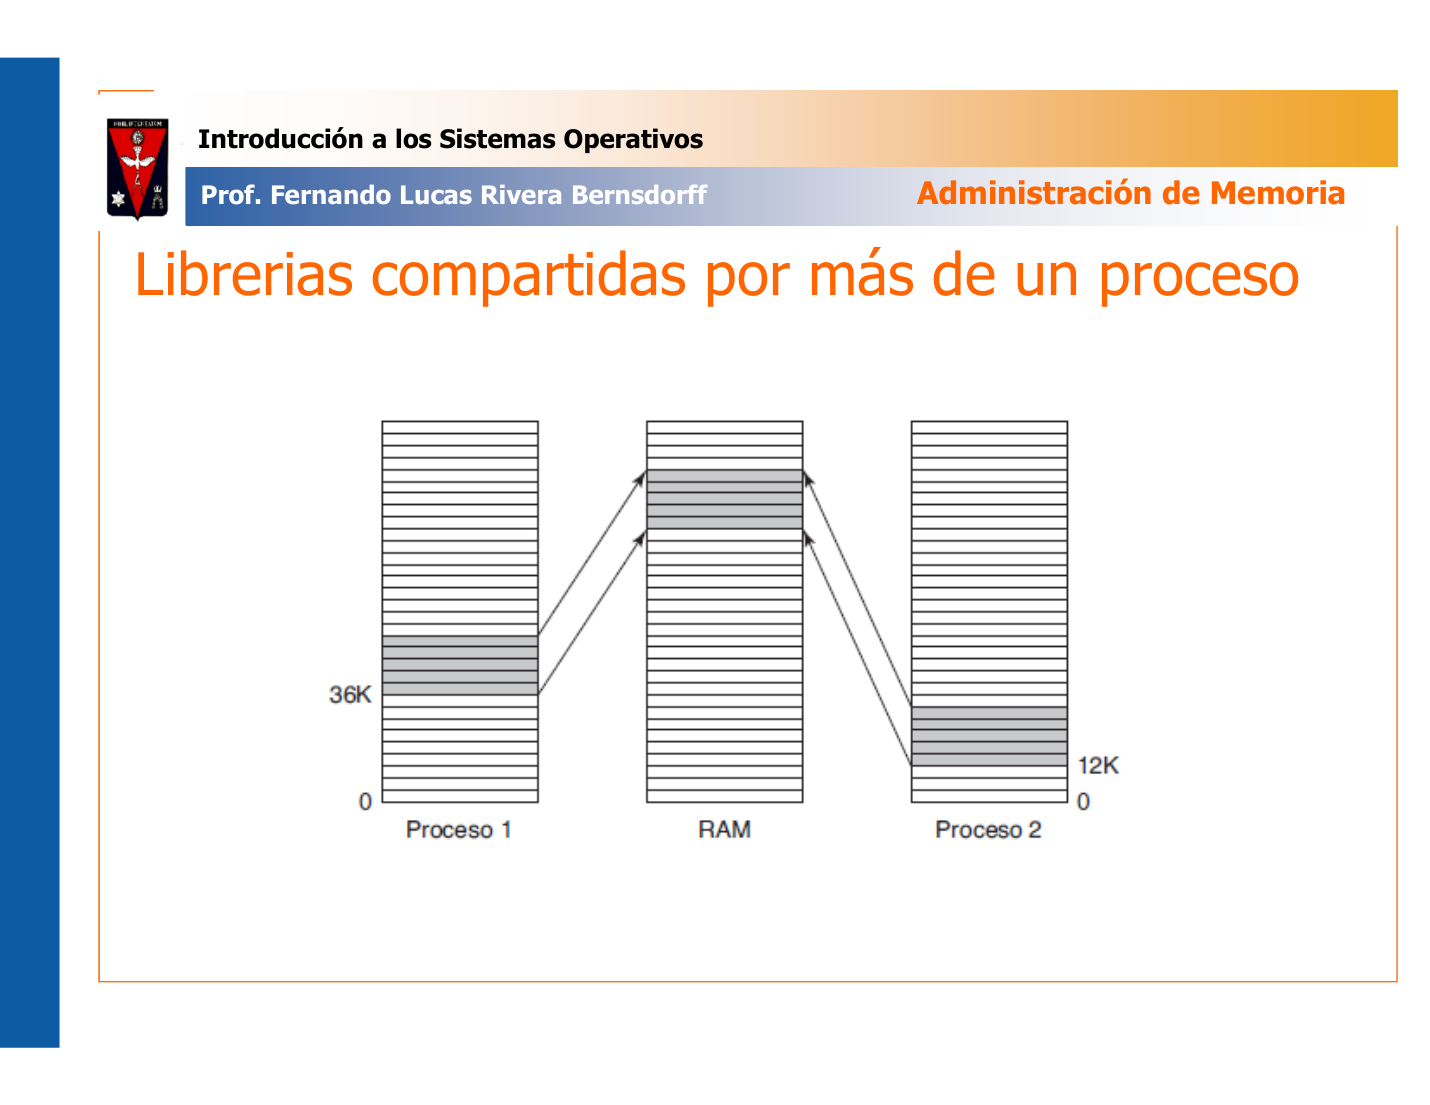 Introducción a los Sistemas Operativos
Prof. Fernando Lucas Rivera Bernsdorff
Administración de Memoria
Librerias compartidas por más de un proceso
36K
0
12K
0
Proceso 1
RAM
Proceso 2